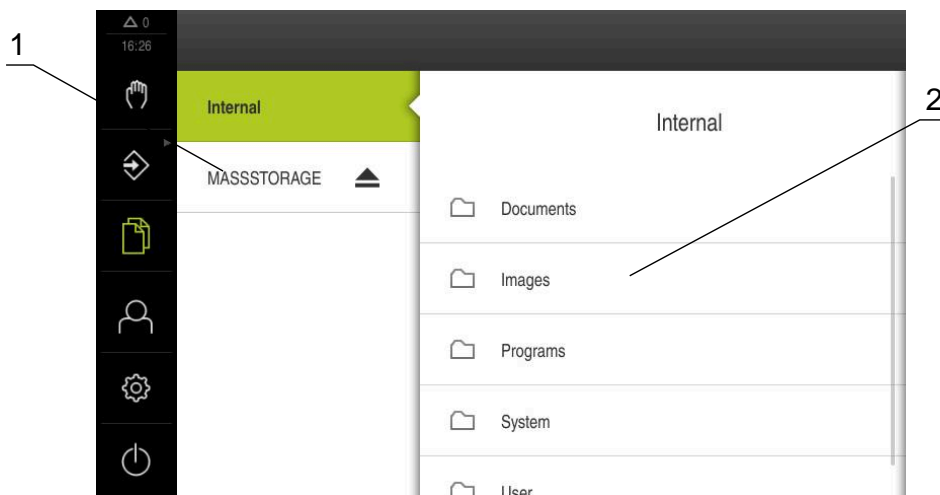 1
0
16:26
Internal
MASSSTORAGE
Internal
2
Documents
Images
Programs
System
User